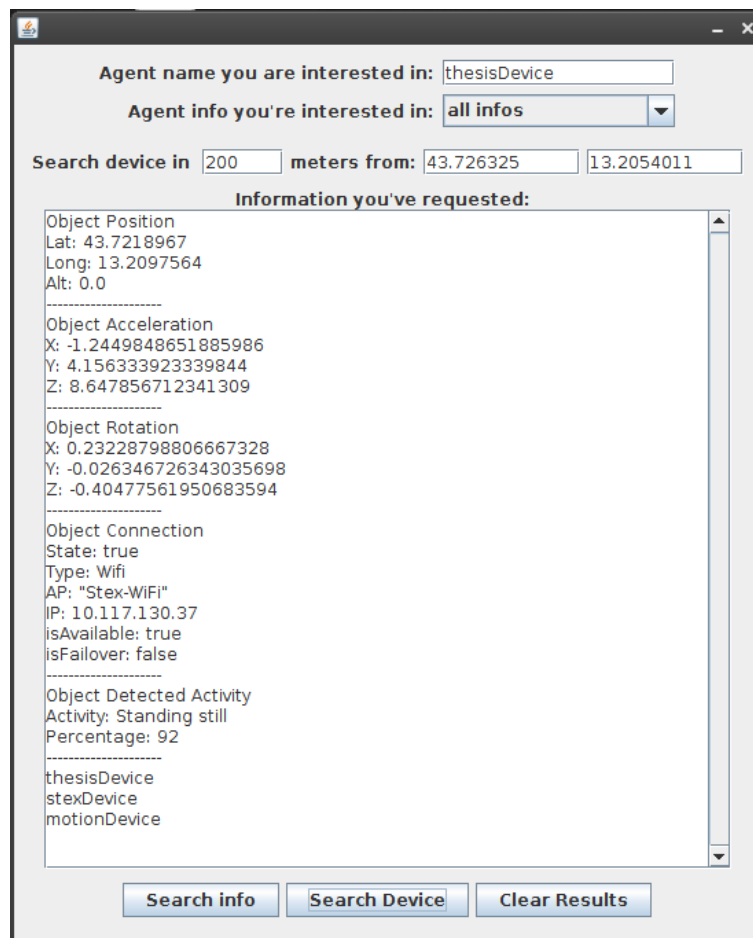 Agent name you are interested in: thesisDevice
Agent info you're interested in: all infos
Search device in 200 meters from: 43.726325 13.2054011
Information you've requested:
Object Position
Lat: 43.7218967
Long: 13.2097564
Alt: 0.0
---------------------
Object Acceleration
X: -1.2449848651885986
Y: 4.156333923339844
Z: 8.647856712341309
---------------------
Object Rotation
X: 0.23228798806667328
Y: -0.026346726343035698
Z: -0.40477561950683594
---------------------
Object Connection
State: true
Type: Wifi
AP: "Stex-WiFi"
IP: 10.117.130.37
isAvailable: true
isFailover: false
---------------------
Object Detected Activity
Activity: Standing still
Percentage: 92
---------------------
thesisDevice
stexDevice
motionDevice
Search info Search Device Clear Results